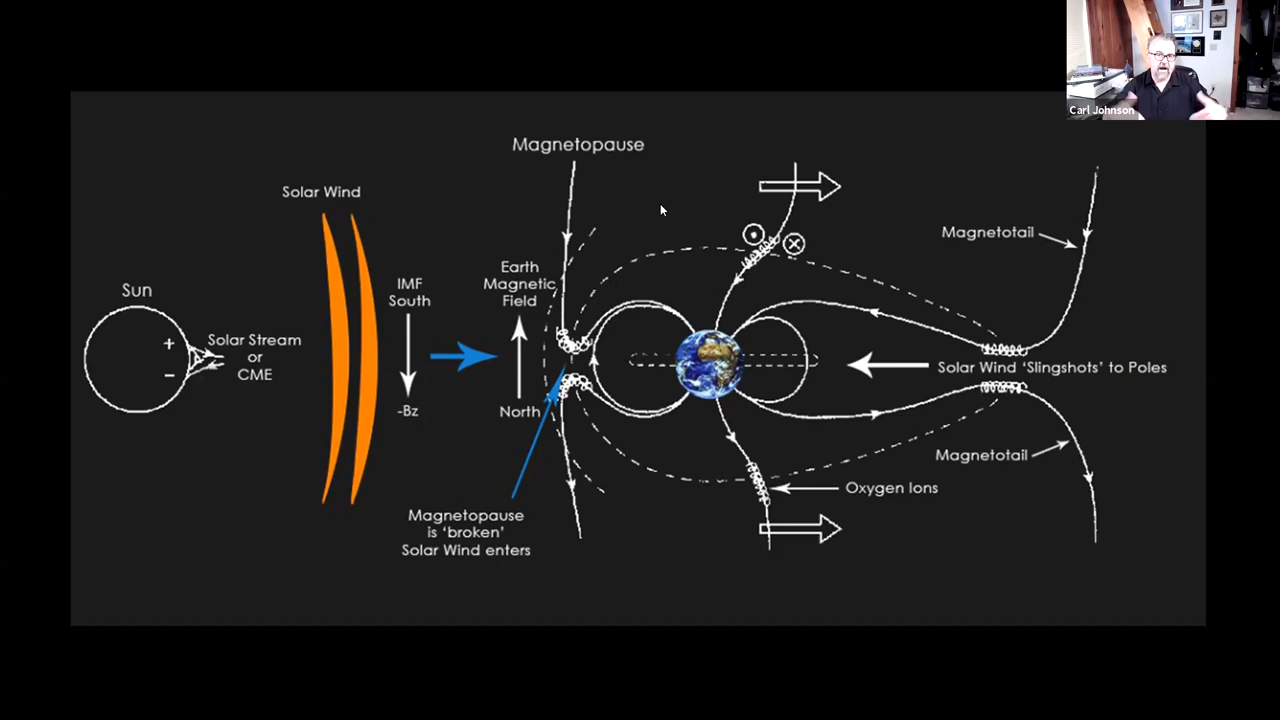 Carl Johnson
Magnetopause
Solar Wind
Magnetotail
Earth
Magnetic
Field
IMF
South
Sun
+
−
Solar Stream
or
CME
Solar Wind 'Slingshots' to Poles
-Bz
North
Magnetotail
Oxygen Ions
Magnetopause
is 'broken'
Solar Wind enters